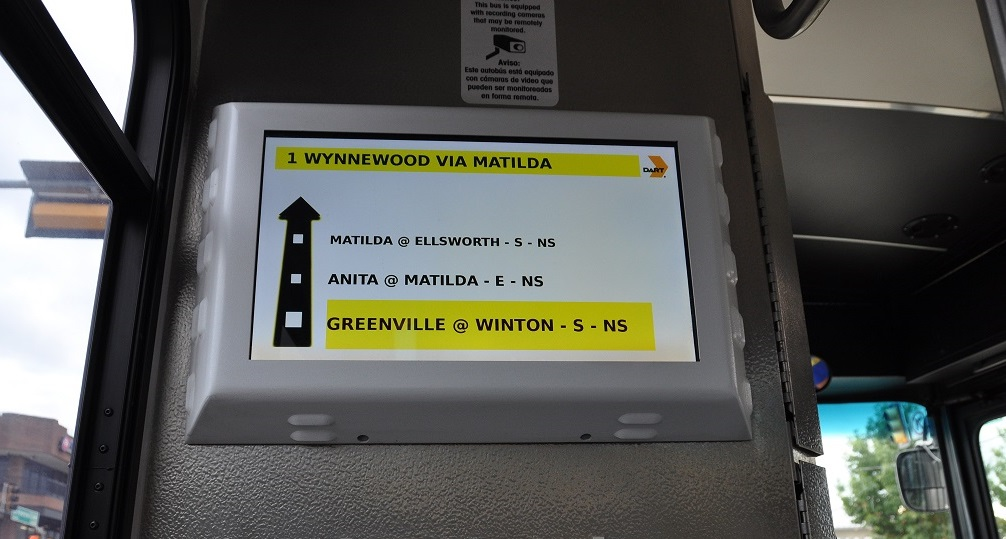 This bus is equipped
with recording cameras
that may be remotely
monitored.
Aviso:
Este autobús está equipado
con cámaras de video que
pueden ser monitoreadas
en forma remota.
1 WYNNEWOOD VIA MATILDA
DART
MATILDA @ ELLSWORTH - S - NS
ANITA @ MATILDA - E - NS
GREENVILLE @ WINTON - S - NS